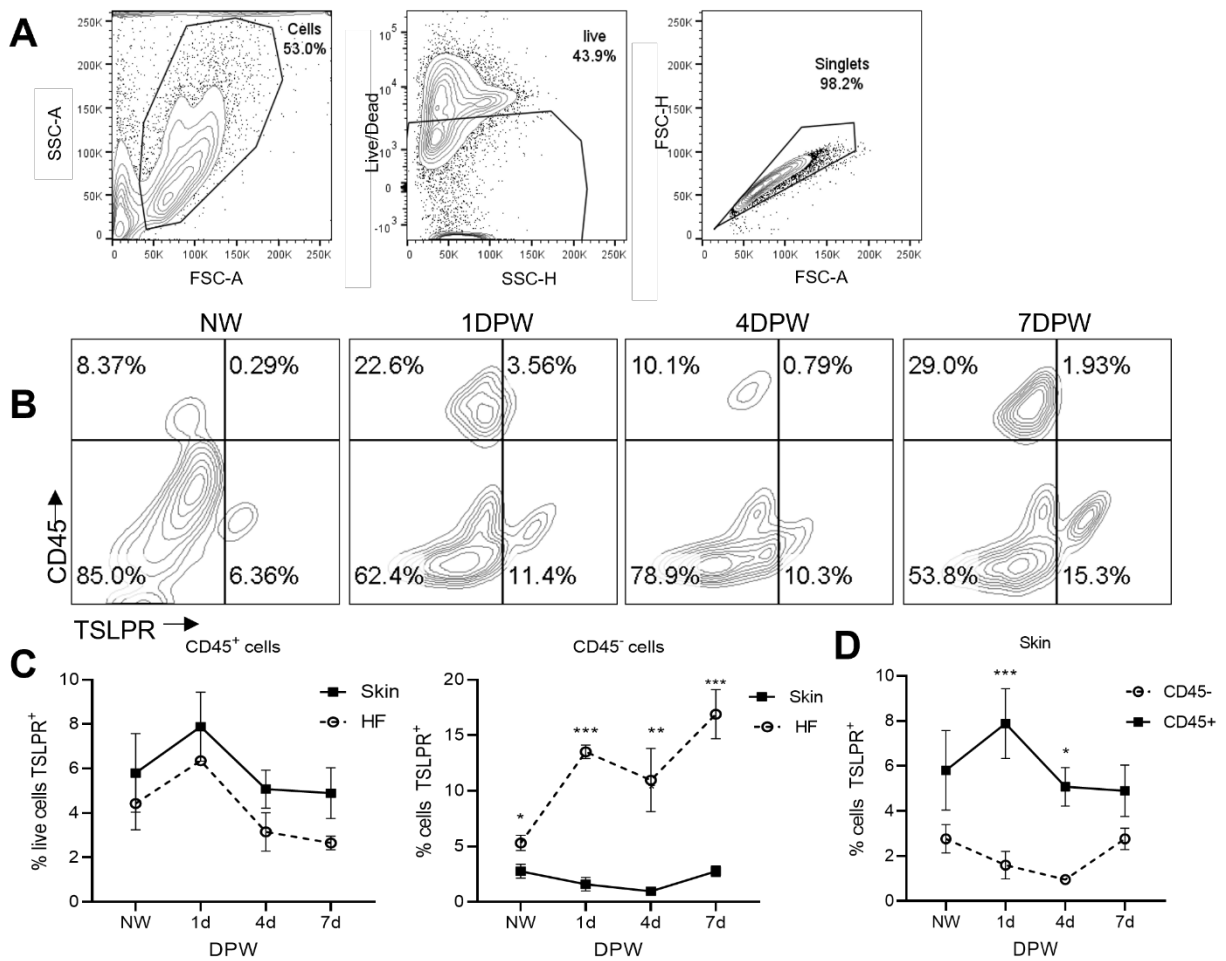 A
Cells
53.0%
250K
200K
150K
100K
50K
0
SSC-A
0 50K 100K 150K 200K 250K
FSC-A
live
43.9%
10^5
10^4
10^3
0
-10^3
Live/Dead
0 50K 100K 150K 200K 250K
SSC-H
Singlets
98.2%
250K
200K
150K
100K
50K
0
FSC-H
0 50K 100K 150K 200K 250K
FSC-A
B
NW 1DPW 4DPW 7DPW
8.37% 0.29% 22.6% 3.56% 10.1% 0.79% 29.0% 1.93%
85.0% 6.36% 62.4% 11.4% 78.9% 10.3% 53.8% 15.3%
CD45
TSLPR
C
CD45+ cells
10
8
6
4
2
0
% live cells TSLPR+
Skin
HF
NW 1d 4d 7d
DPW
CD45- cells
20
15
10
5
0
% cells TSLPR+
* *** ** ***
Skin
HF
NW 1d 4d 7d
DPW
D
Skin
10
8
6
4
2
0
% cells TSLPR+
*** *
CD45-
CD45+
NW 1d 4d 7d
DPW